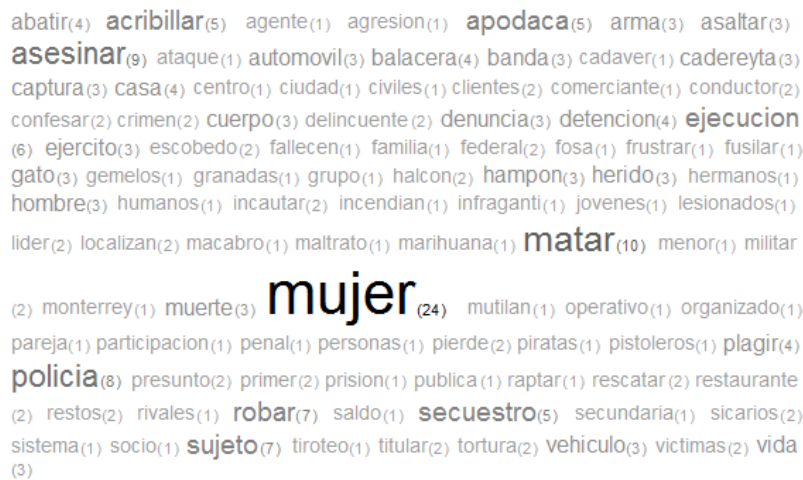 abatir(4) acribillar(5) agente(1) agresion(1) apodaca(5) arma(3) asaltar(3)
asesinar(9) ataque(1) automovil(3) balacera(4) banda(3) cadaver(1) cadereyta(3)
captura(3) casa(4) centro(1) ciudad(1) civiles(1) clientes(2) comerciante(1) conductor(2)
confesar(2) crimen(2) cuerpo(3) delincuente(2) denuncia(3) detencion(4) ejecucion
(6) ejercito(3) escobedo(2) fallecen(1) familia(1) federal(2) fosa(1) frustrar(1) fusilar(1)
gato(3) gemelos(1) granadas(1) grupo(1) halcon(2) hampon(3) herido(3) hermanos(1)
hombre(3) humanos(1) incautar(2) incendian(1) infraganti(1) jovenes(1) lesionados(1)
lider(2) localizan(2) macabro(1) maltrato(1) marihuana(1) matar(10) menor(1) militar
(2) monterrey(1) muerte(3) mujer(24) mutilan(1) operativo(1) organizado(1)
pareja(1) participacion(1) penal(1) personas(1) pierde(2) piratas(1) pistoleros(1) plagir(4)
policia(8) presunto(2) primer(2) prision(1) publica(1) raptar(1) rescatar(2) restaurante
(2) restos(2) rivales(1) robar(7) saldo(1) secuestro(5) secundaria(1) sicarios(2)
sistema(1) socio(1) sujeto(7) tiroteo(1) titular(2) tortura(2) vehiculo(3) victimas(2) vida
(3)